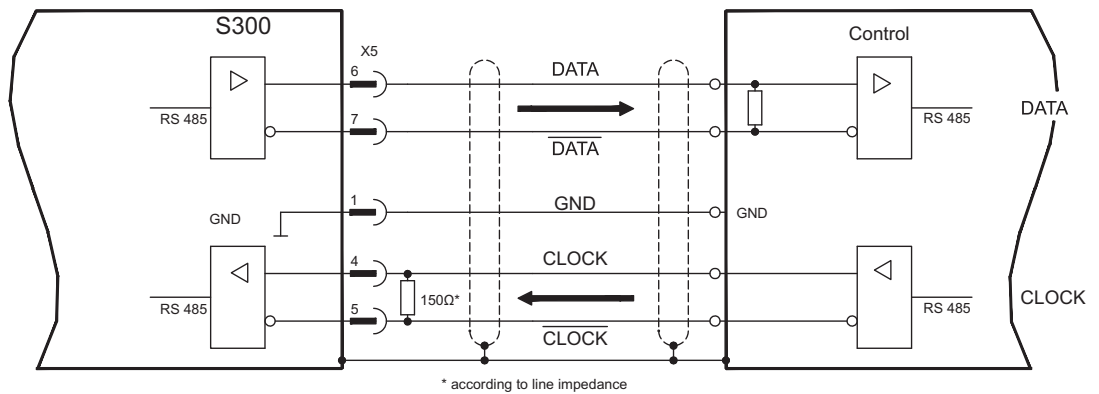 S300
Control
X5
6
DATA
RS 485
RS 485
DATA
7
DATA
1
GND
GND
GND
4
CLOCK
150Ω*
RS 485
RS 485
CLOCK
5
CLOCK
* according to line impedance